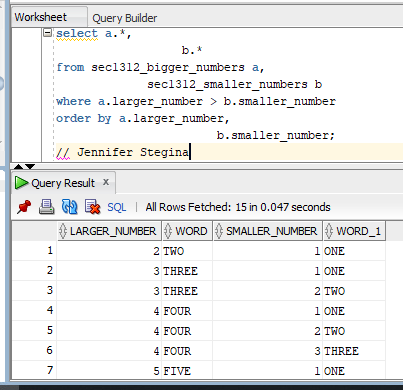 Worksheet Query Builder
select a.*,
b.*
from sec1312_bigger_numbers a,
sec1312_smaller_numbers b
where a.larger_number > b.smaller_number
order by a.larger_number,
b.smaller_number;
// Jennifer Stegina
Query Result x
SQL | All Rows Fetched: 15 in 0.047 seconds
LARGER_NUMBER WORD SMALLER_NUMBER WORD_1
1 2 TWO 1 ONE
2 3 THREE 1 ONE
3 3 THREE 2 TWO
4 4 FOUR 1 ONE
5 4 FOUR 2 TWO
6 4 FOUR 3 THREE
7 5 FIVE 1 ONE